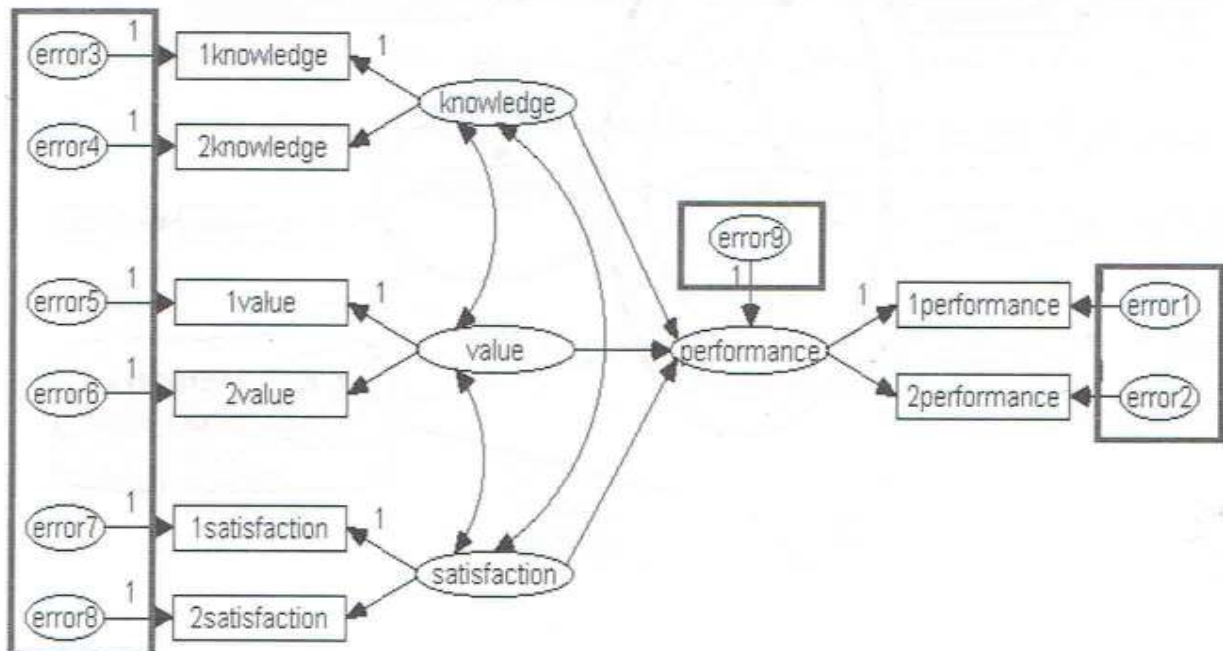 error3 1 1knowledge 1
knowledge
error4 1 2knowledge
error9
1
error5 1 1value 1
value
performance
1 1performance error1
error6 1 2value
2performance error2
error7 1 1satisfaction 1
satisfaction
error8 1 2satisfaction